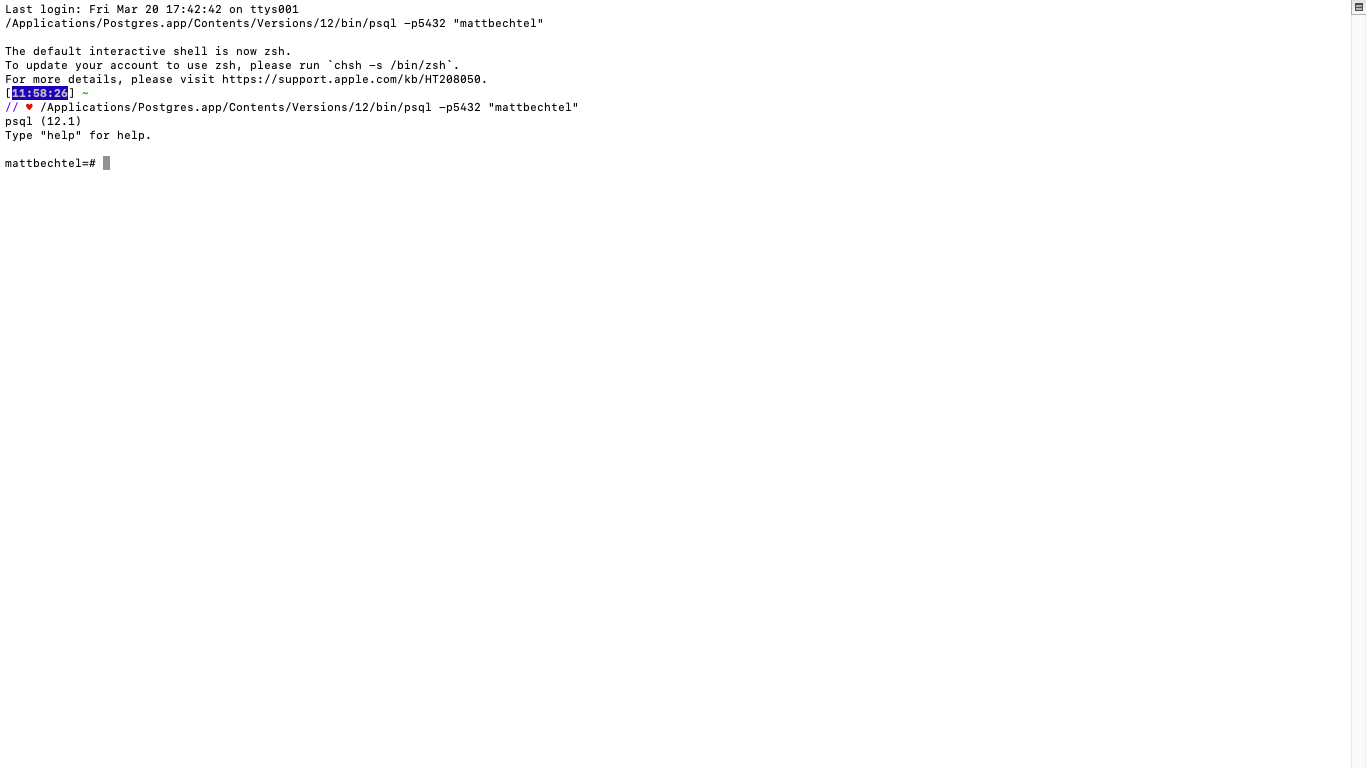 Last login: Fri Mar 20 17:42:42 on ttys001
/Applications/Postgres.app/Contents/Versions/12/bin/psql -p5432 "mattbechtel"
The default interactive shell is now zsh.
To update your account to use zsh, please run `chsh -s /bin/zsh`.
For more details, please visit https://support.apple.com/kb/HT208050.
[11:58:26] ~
// ♥ /Applications/Postgres.app/Contents/Versions/12/bin/psql -p5432 "mattbechtel"
psql (12.1)
Type "help" for help.
mattbechtel=#